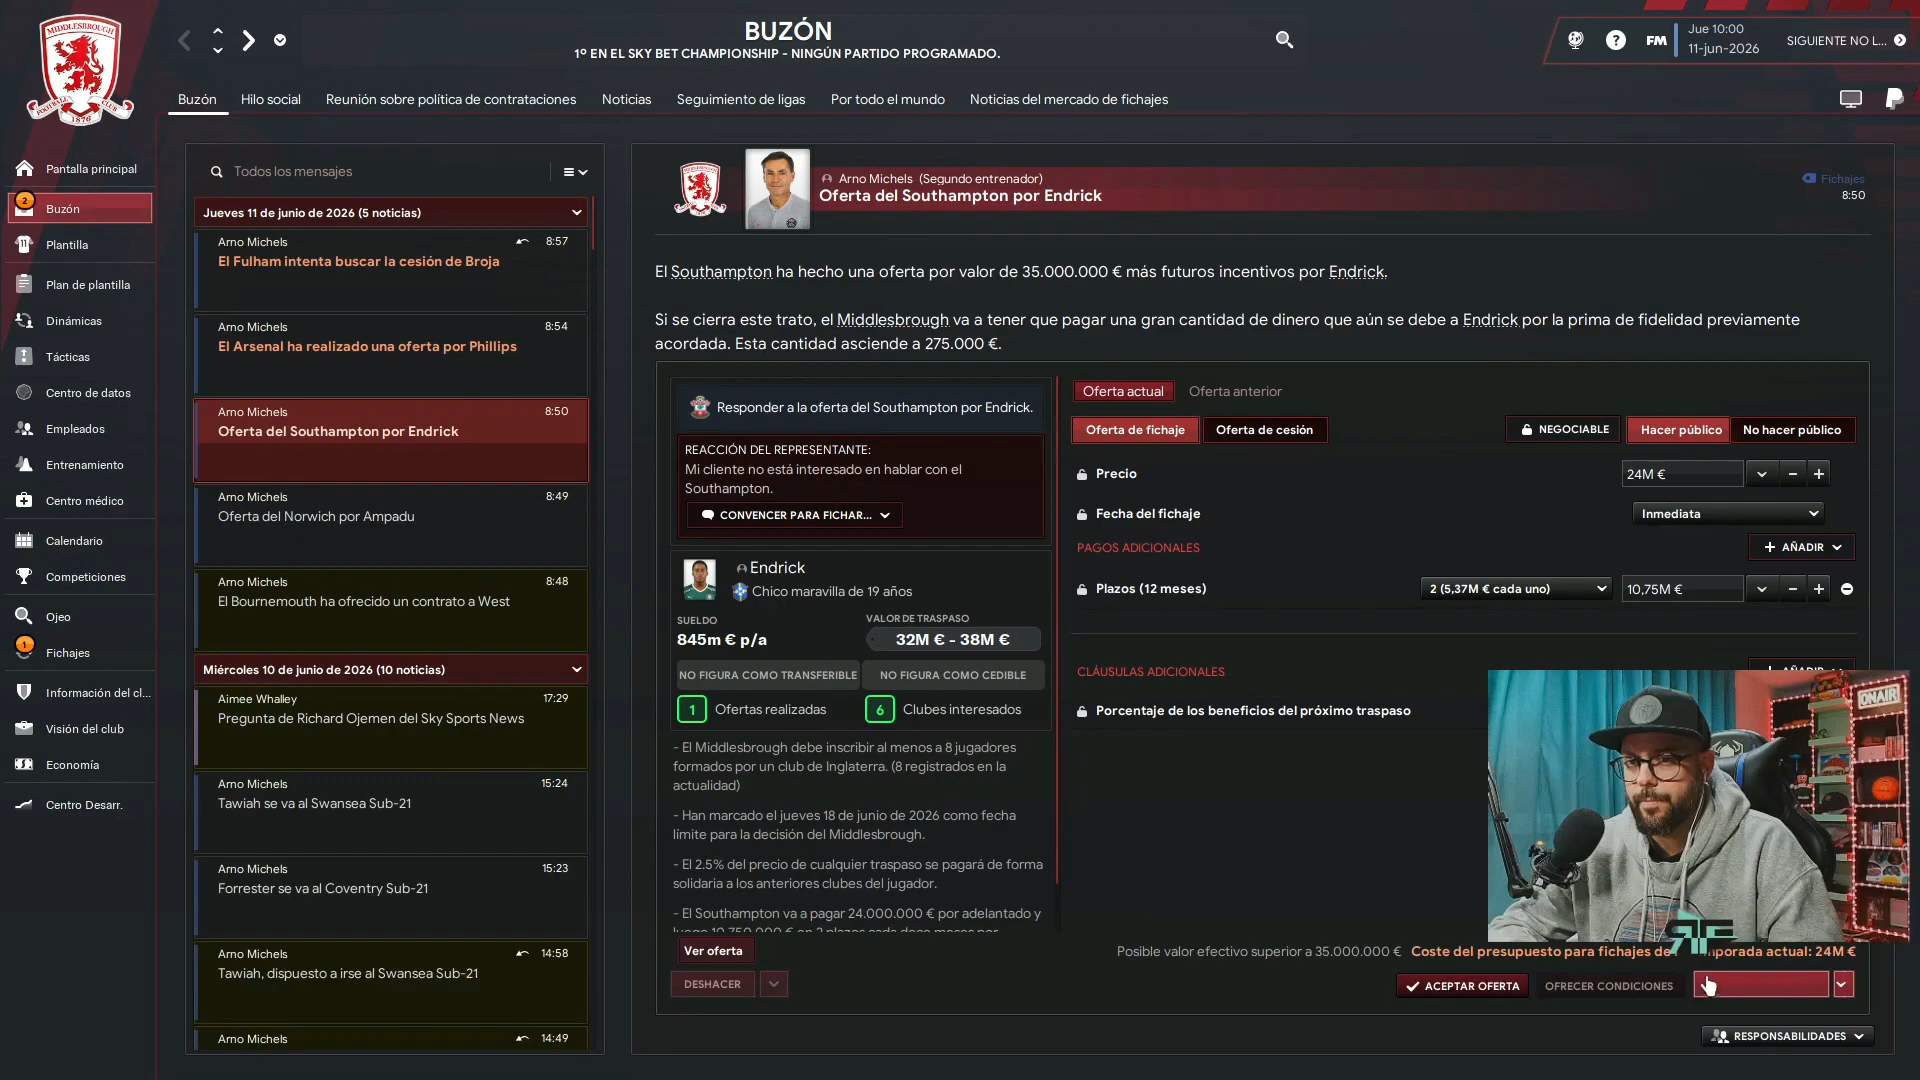 BUZÓN
1º EN EL SKY BET CHAMPIONSHIP - NINGÚN PARTIDO PROGRAMADO.
FM
Jue 10:00
11-jun-2026
SIGUIENTE NO L...
MIDDLESBROUGH
FOOTBALL CLUB
1876
Buzón
Hilo social
Reunión sobre política de contrataciones
Noticias
Seguimiento de ligas
Por todo el mundo
Noticias del mercado de fichajes
Pantalla principal
2
Buzón
Plantilla
Plan de plantilla
Dinámicas
Tácticas
Centro de datos
Empleados
Entrenamiento
Centro médico
Calendario
Competiciones
Ojeo
1
Fichajes
Información del cl...
Visión del club
Economía
Centro Desarr.
Todos los mensajes
Jueves 11 de junio de 2026 (5 noticias)
Arno Michels 8:57
El Fulham intenta buscar la cesión de Broja
Arno Michels 8:54
El Arsenal ha realizado una oferta por Phillips
Arno Michels 8:50
Oferta del Southampton por Endrick
Arno Michels 8:49
Oferta del Norwich por Ampadu
Arno Michels 8:48
El Bournemouth ha ofrecido un contrato a West
Miércoles 10 de junio de 2026 (10 noticias)
Aimee Whalley 17:29
Pregunta de Richard Ojemen del Sky Sports News
Arno Michels 15:24
Tawiah se va al Swansea Sub-21
Arno Michels 15:23
Forrester se va al Coventry Sub-21
Arno Michels 14:58
Tawiah, dispuesto a irse al Swansea Sub-21
Arno Michels 14:49
Arno Michels (Segundo entrenador)
Oferta del Southampton por Endrick
Fichajes
8:50
El Southampton ha hecho una oferta por valor de 35.000.000 € más futuros incentivos por Endrick.
Si se cierra este trato, el Middlesbrough va a tener que pagar una gran cantidad de dinero que aún se debe a Endrick por la prima de fidelidad previamente
acordada. Esta cantidad asciende a 275.000 €.
Responder a la oferta del Southampton por Endrick.
REACCIÓN DEL REPRESENTANTE:
Mi cliente no está interesado en hablar con el
Southampton.
CONVENCER PARA FICHAR...
Endrick
Chico maravilla de 19 años
SUELDO
845m € p/a
VALOR DE TRASPASO
32M € - 38M €
NO FIGURA COMO TRANSFERIBLE
NO FIGURA COMO CEDIBLE
1 Ofertas realizadas
6 Clubes interesados
- El Middlesbrough debe inscribir al menos a 8 jugadores
formados por un club de Inglaterra. (8 registrados en la
actualidad)
- Han marcado el jueves 18 de junio de 2026 como fecha
límite para la decisión del Middlesbrough.
- El 2.5% del precio de cualquier traspaso se pagará de forma
solidaria a los anteriores clubes del jugador.
- El Southampton va a pagar 24.000.000 € por adelantado y
luego 10.750.000 € en 2 plazos cada doce meses por
Ver oferta
DESHACER
Oferta actual
Oferta anterior
Oferta de fichaje
Oferta de cesión
NEGOCIABLE
Hacer público
No hacer público
Precio
24M €
Fecha del fichaje
Inmediata
PAGOS ADICIONALES
AÑADIR
Plazos (12 meses)
2 (5,37M € cada uno)
10,75M €
CLÁUSULAS ADICIONALES
AÑADIR
Porcentaje de los beneficios del próximo traspaso
ON AIR
Posible valor efectivo superior a 35.000.000 €
Coste del presupuesto para fichajes de
mporada actual: 24M €
ACEPTAR OFERTA
OFRECER CONDICIONES
RESPONSABILIDADES